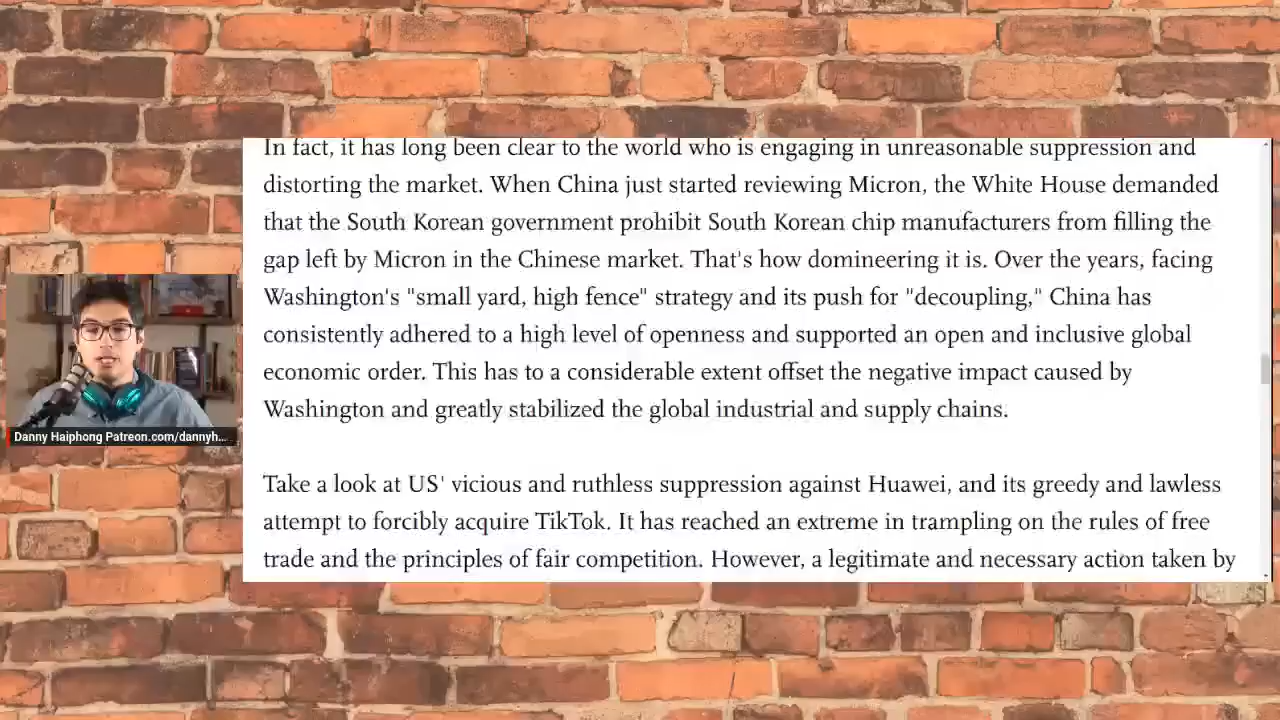 In fact, it has long been clear to the world who is engaging in unreasonable suppression and
distorting the market. When China just started reviewing Micron, the White House demanded
that the South Korean government prohibit South Korean chip manufacturers from filling the
gap left by Micron in the Chinese market. That's how domineering it is. Over the years, facing
Washington's "small yard, high fence" strategy and its push for "decoupling," China has
consistently adhered to a high level of openness and supported an open and inclusive global
economic order. This has to a considerable extent offset the negative impact caused by
Washington and greatly stabilized the global industrial and supply chains.
Danny Haiphong Patreon.com/dannyh...
Take a look at US' vicious and ruthless suppression against Huawei, and its greedy and lawless
attempt to forcibly acquire TikTok. It has reached an extreme in trampling on the rules of free
trade and the principles of fair competition. However, a legitimate and necessary action taken by